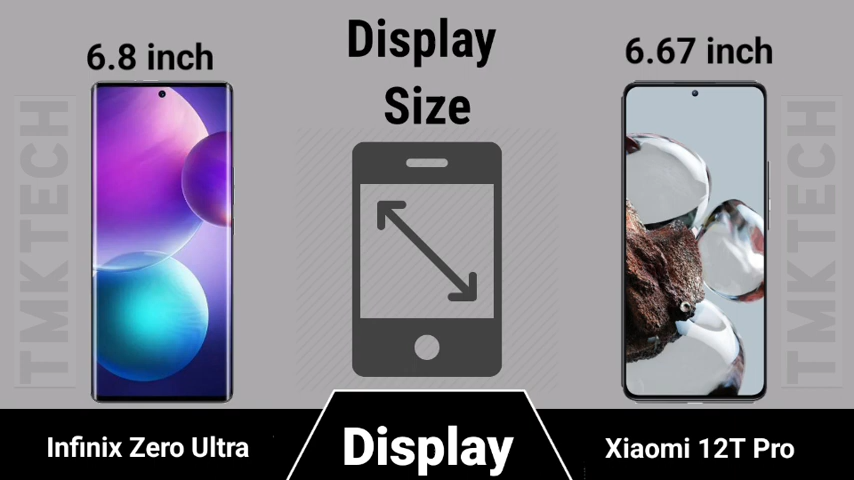 6.8 inch
Display
Size
6.67 inch
TMKTECH
TMKTECH
Infinix Zero Ultra
Display
Xiaomi 12T Pro